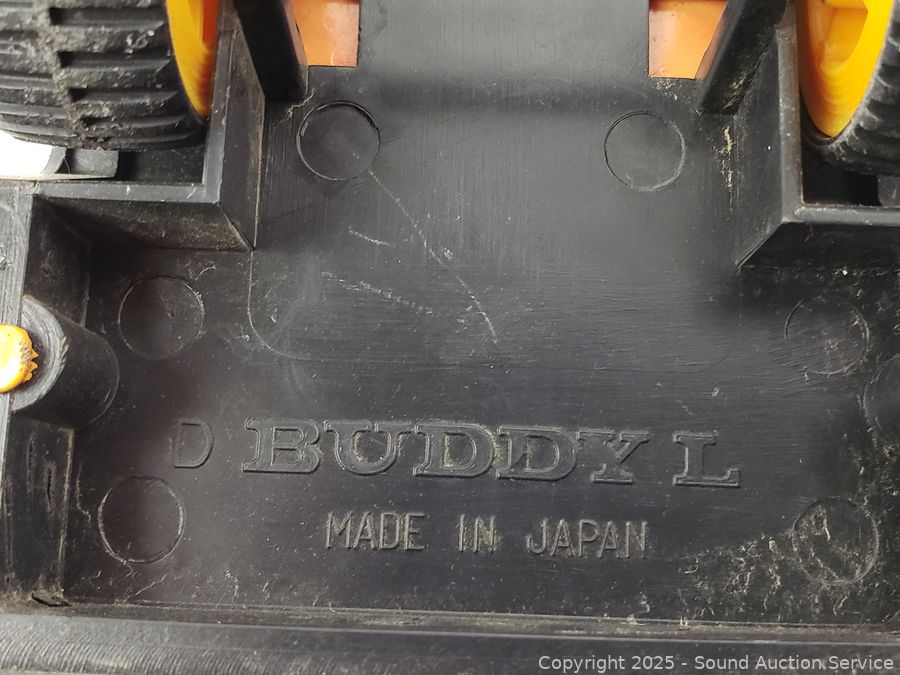 D BUDDY L
MADE IN JAPAN
Copyright 2025 - Sound Auction Service